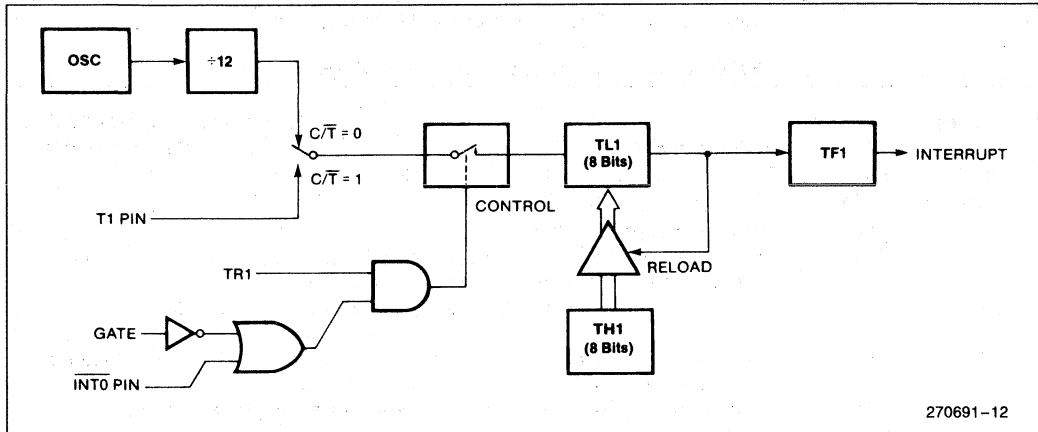 OSC
÷12
C/T̅ = 0
C/T̅ = 1
T1 PIN
CONTROL
TL1
(8 Bits)
TF1
INTERRUPT
TR1
RELOAD
GATE
I̅N̅T̅0̅ PIN
TH1
(8 Bits)
270691-12